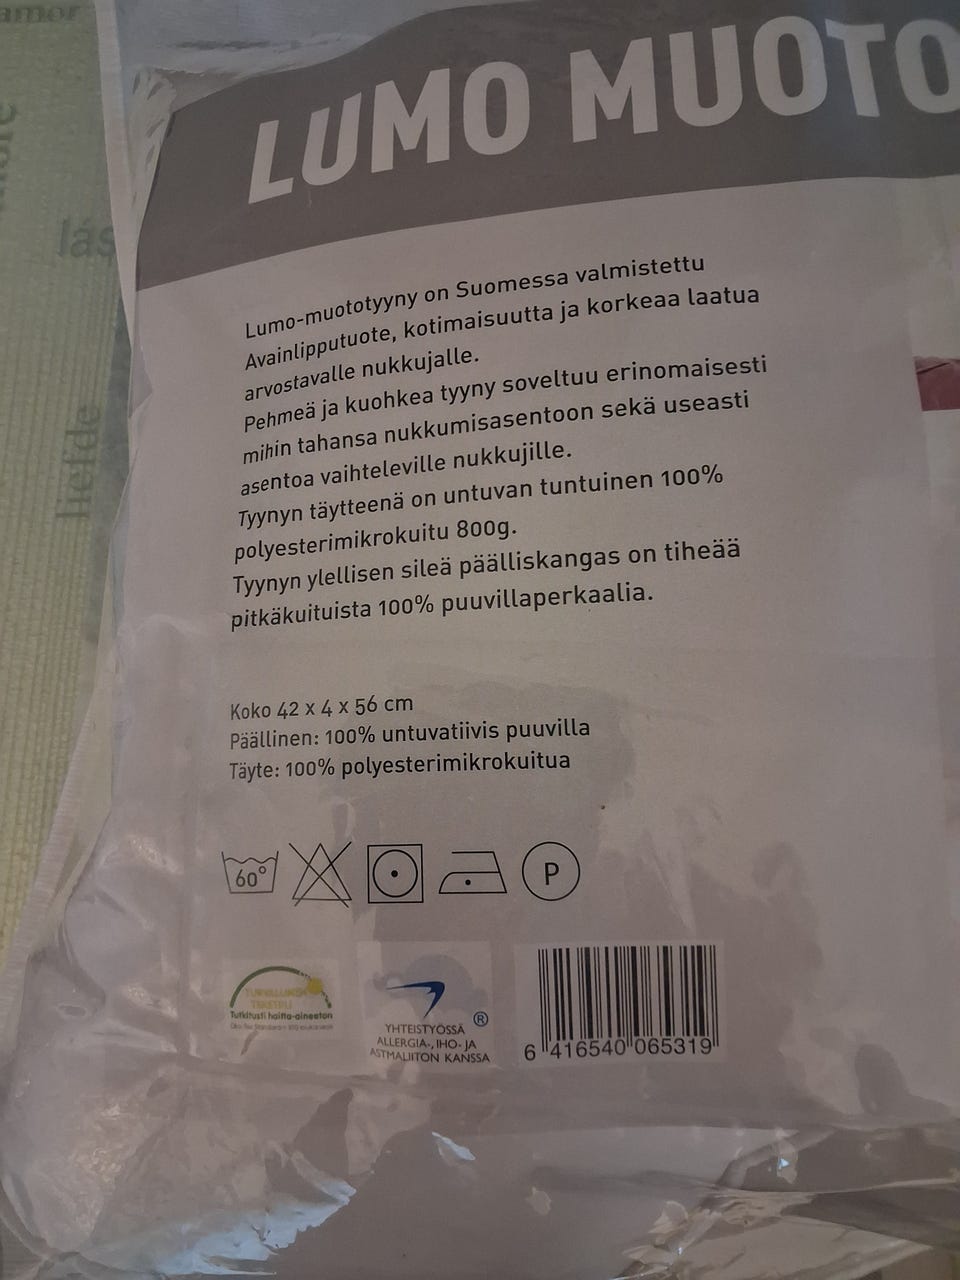 amor
lás
liefde
LUMO MUOTO
Lumo-muototyyny on Suomessa valmistettu
Avainlipputuote, kotimaisuutta ja korkeaa laatua
arvostavalle nukkujalle.
Pehmeä ja kuohkea tyyny soveltuu erinomaisesti
mihin tahansa nukkumisasentoon sekä useasti
asentoa vaihteleville nukkujille.
Tyynyn täytteenä on untuvan tuntuinen 100%
polyesterimikrokuitu 800g.
Tyynyn ylellisen sileä päälliskangas on tiheää
pitkäkuituista 100% puuvillaperkaalia.
Koko 42 x 4 x 56 cm
Päällinen: 100% untuvatiivis puuvilla
Täyte: 100% polyesterimikrokuitua
60°
P
Tutkitusti haitta-aineeton
YHTEISTYÖSSÄ
ALLERGIA-, IHO- JA
ASTMALIITON KANSSA
®
6 416540 065319